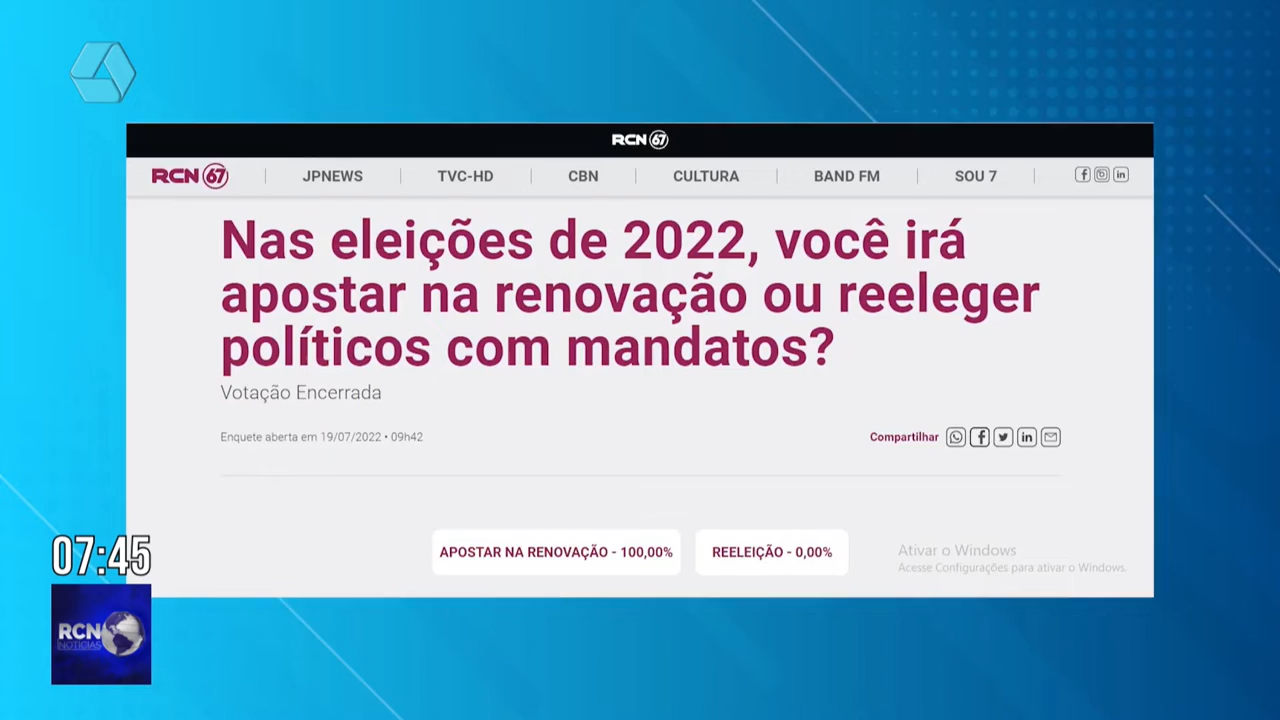 RCN 67
RCN 67 JPNEWS TVC-HD CBN CULTURA BAND FM SOU 7
Nas eleições de 2022, você irá
apostar na renovação ou reeleger
políticos com mandatos?
Votação Encerrada
Enquete aberta em 19/07/2022 • 09h42
Compartilhar
APOSTAR NA RENOVAÇÃO - 100,00% REELEIÇÃO - 0,00%
Ativar o Windows
Acesse Configurações para ativar o Windows.
07:45
RCN
NOTÍCIAS